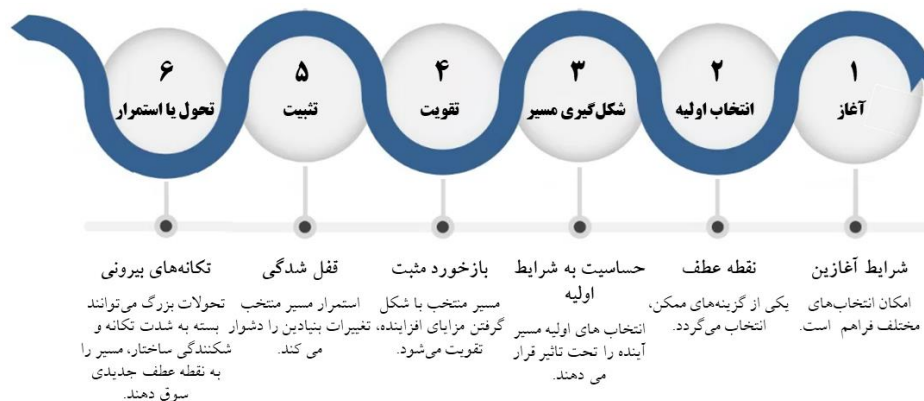 ۱
آغاز
۲
انتخاب اولیه
۳
شکل‌گیری مسیر
۴
تقویت
۵
تثبیت
۶
تحول یا استمرار
شرایط آغازین
امکان انتخاب‌های
مختلف فراهم است.
نقطه عطف
یکی از گزینه‌های ممکن،
انتخاب می‌گردد.
حساسیت به شرایط
اولیه
انتخاب های اولیه مسیر
آینده را تحت تاثیر قرار
می دهند.
بازخورد مثبت
مسیر منتخب با شکل
گرفتن مزایای افزاینده،
تقویت می‌شود.
قفل شدگی
استمرار مسیر منتخب
تغییرات بنیادین را دشوار
می کند.
تکانه‌های بیرونی
تحولات بزرگ می‌توانند
بسته به شدت تکانه و
شکنندگی ساختار، مسیر را
به نقطه عطف جدیدی
سوق دهند.